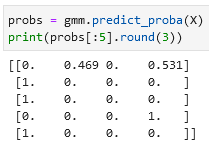 probs = gmm.predict_proba(X)
print(probs[:5].round(3))
[[0.    0.469 0.    0.531]
 [1.    0.    0.    0.   ]
 [1.    0.    0.    0.   ]
 [0.    0.    0.    1.   ]
 [1.    0.    0.    0.   ]]